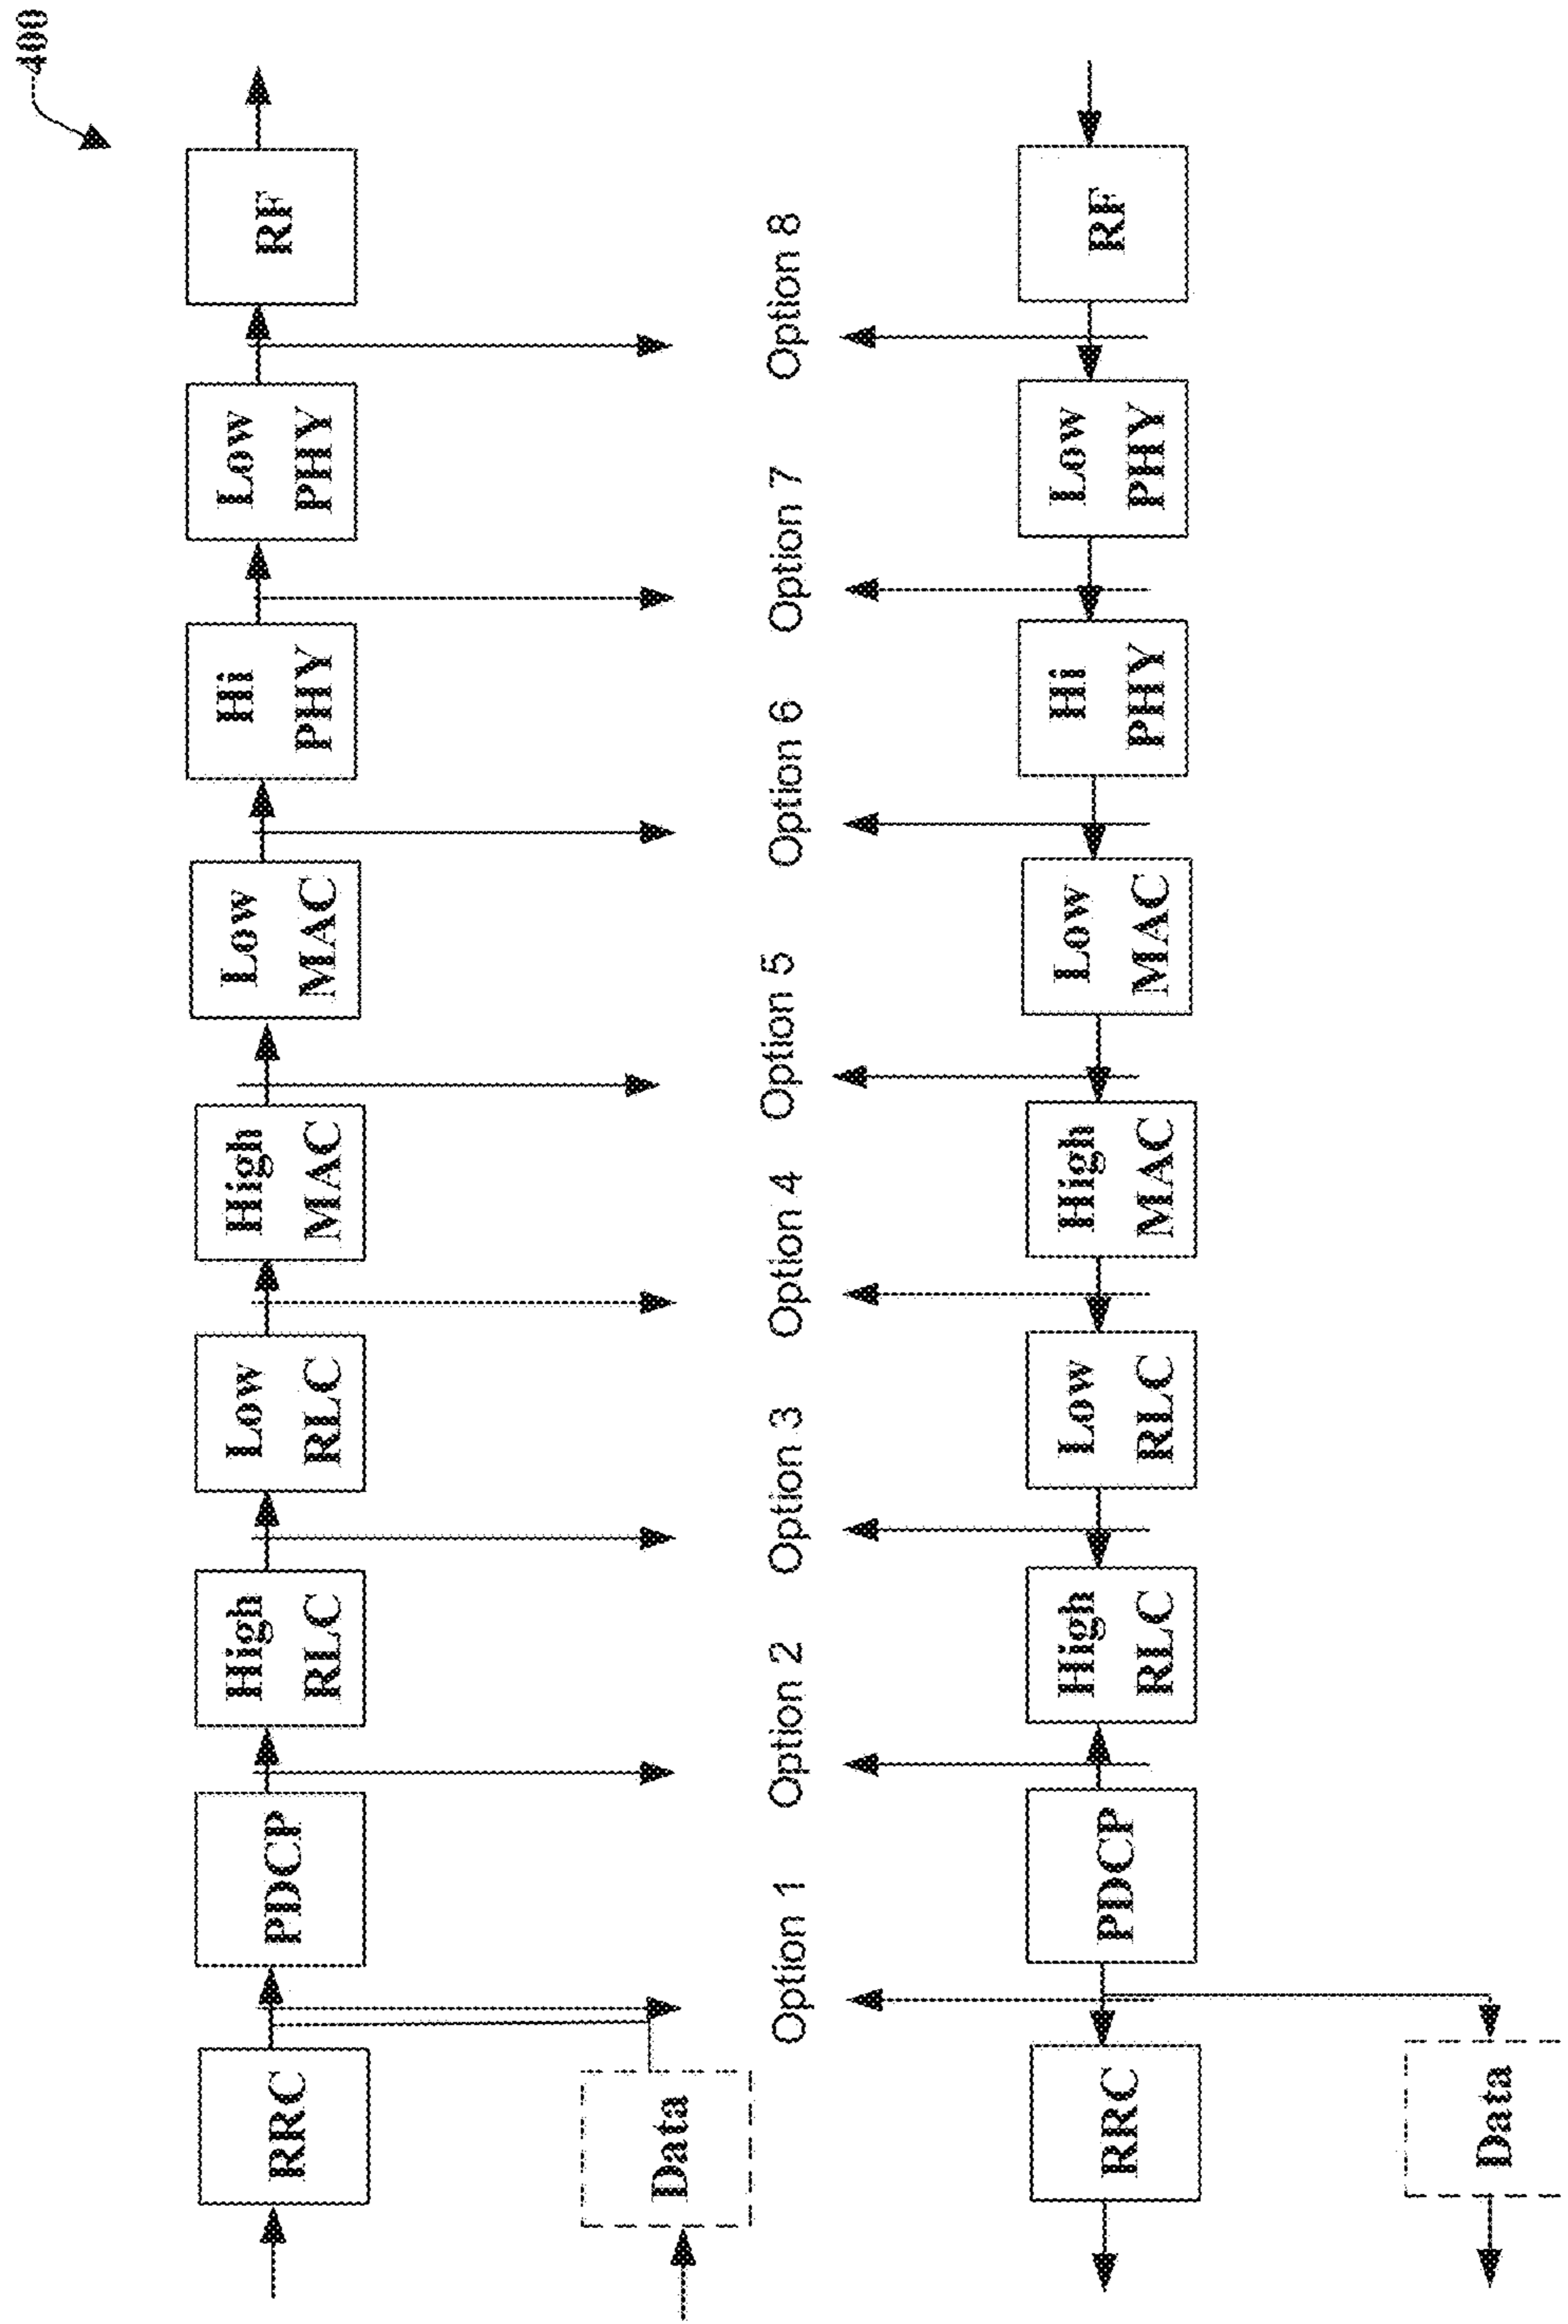 400
RRC
PDCP
High
RLC
Low
RLC
High
MAC
Low
MAC
Hi
PHY
Low
PHY
RF
Data
Option 1
Option 2
Option 3
Option 4
Option 5
Option 6
Option 7
Option 8
RRC
PDCP
High
RLC
Low
RLC
High
MAC
Low
MAC
Hi
PHY
Low
PHY
RF
Data